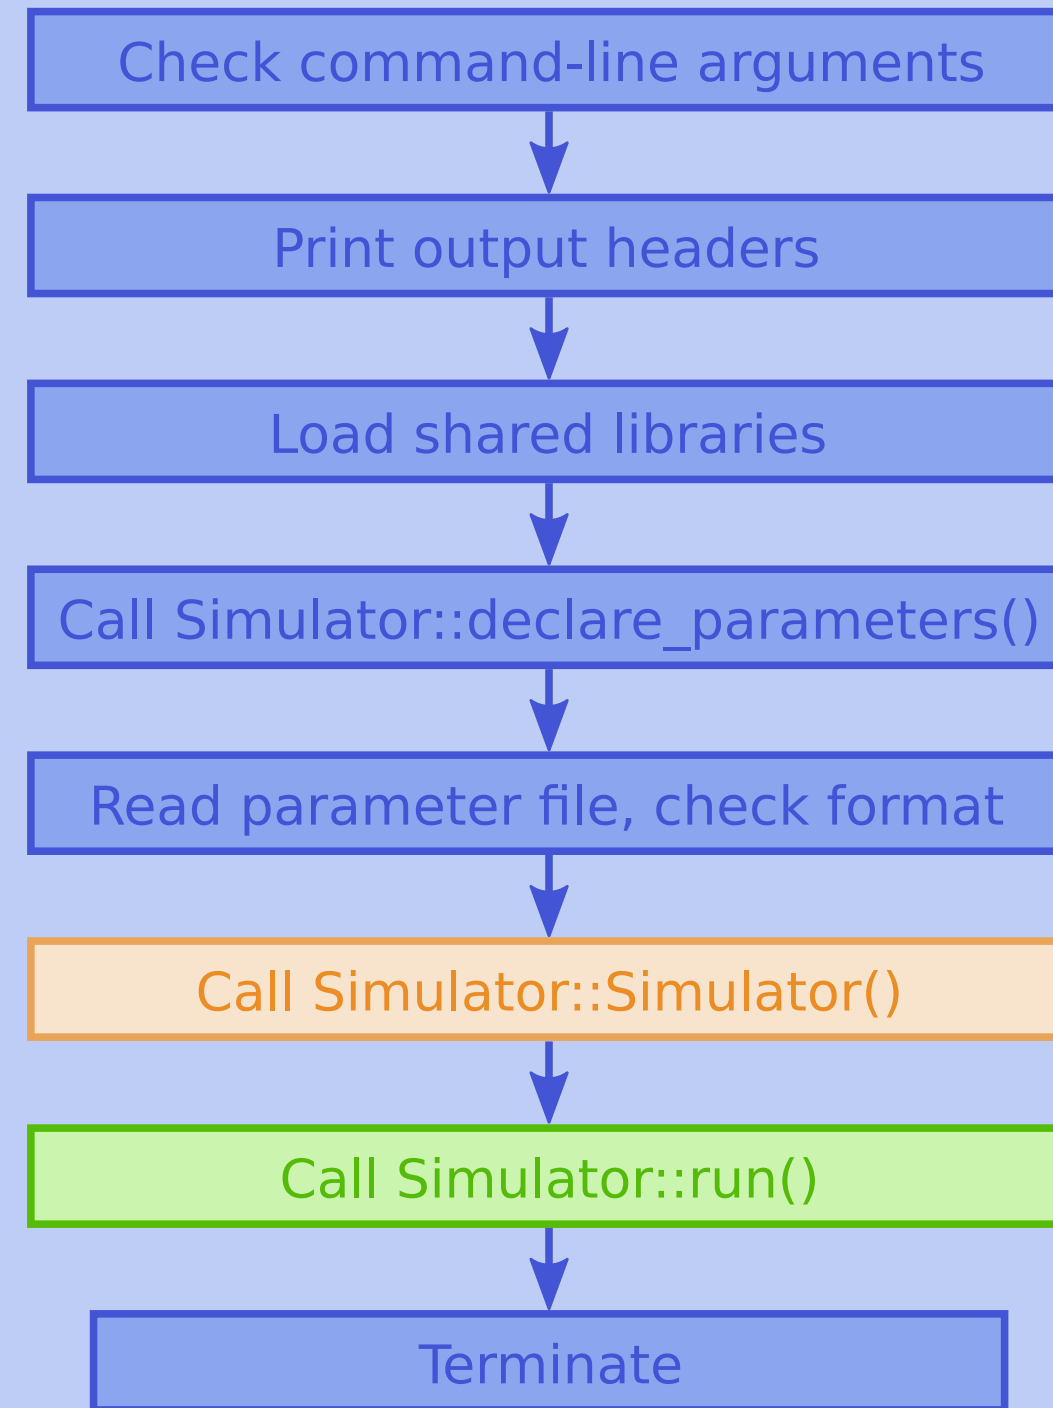 Check command-line arguments
Print output headers
Load shared libraries
Call Simulator::declare_parameters()
Read parameter file, check format
Call Simulator::Simulator()
Call Simulator::run()
Terminate